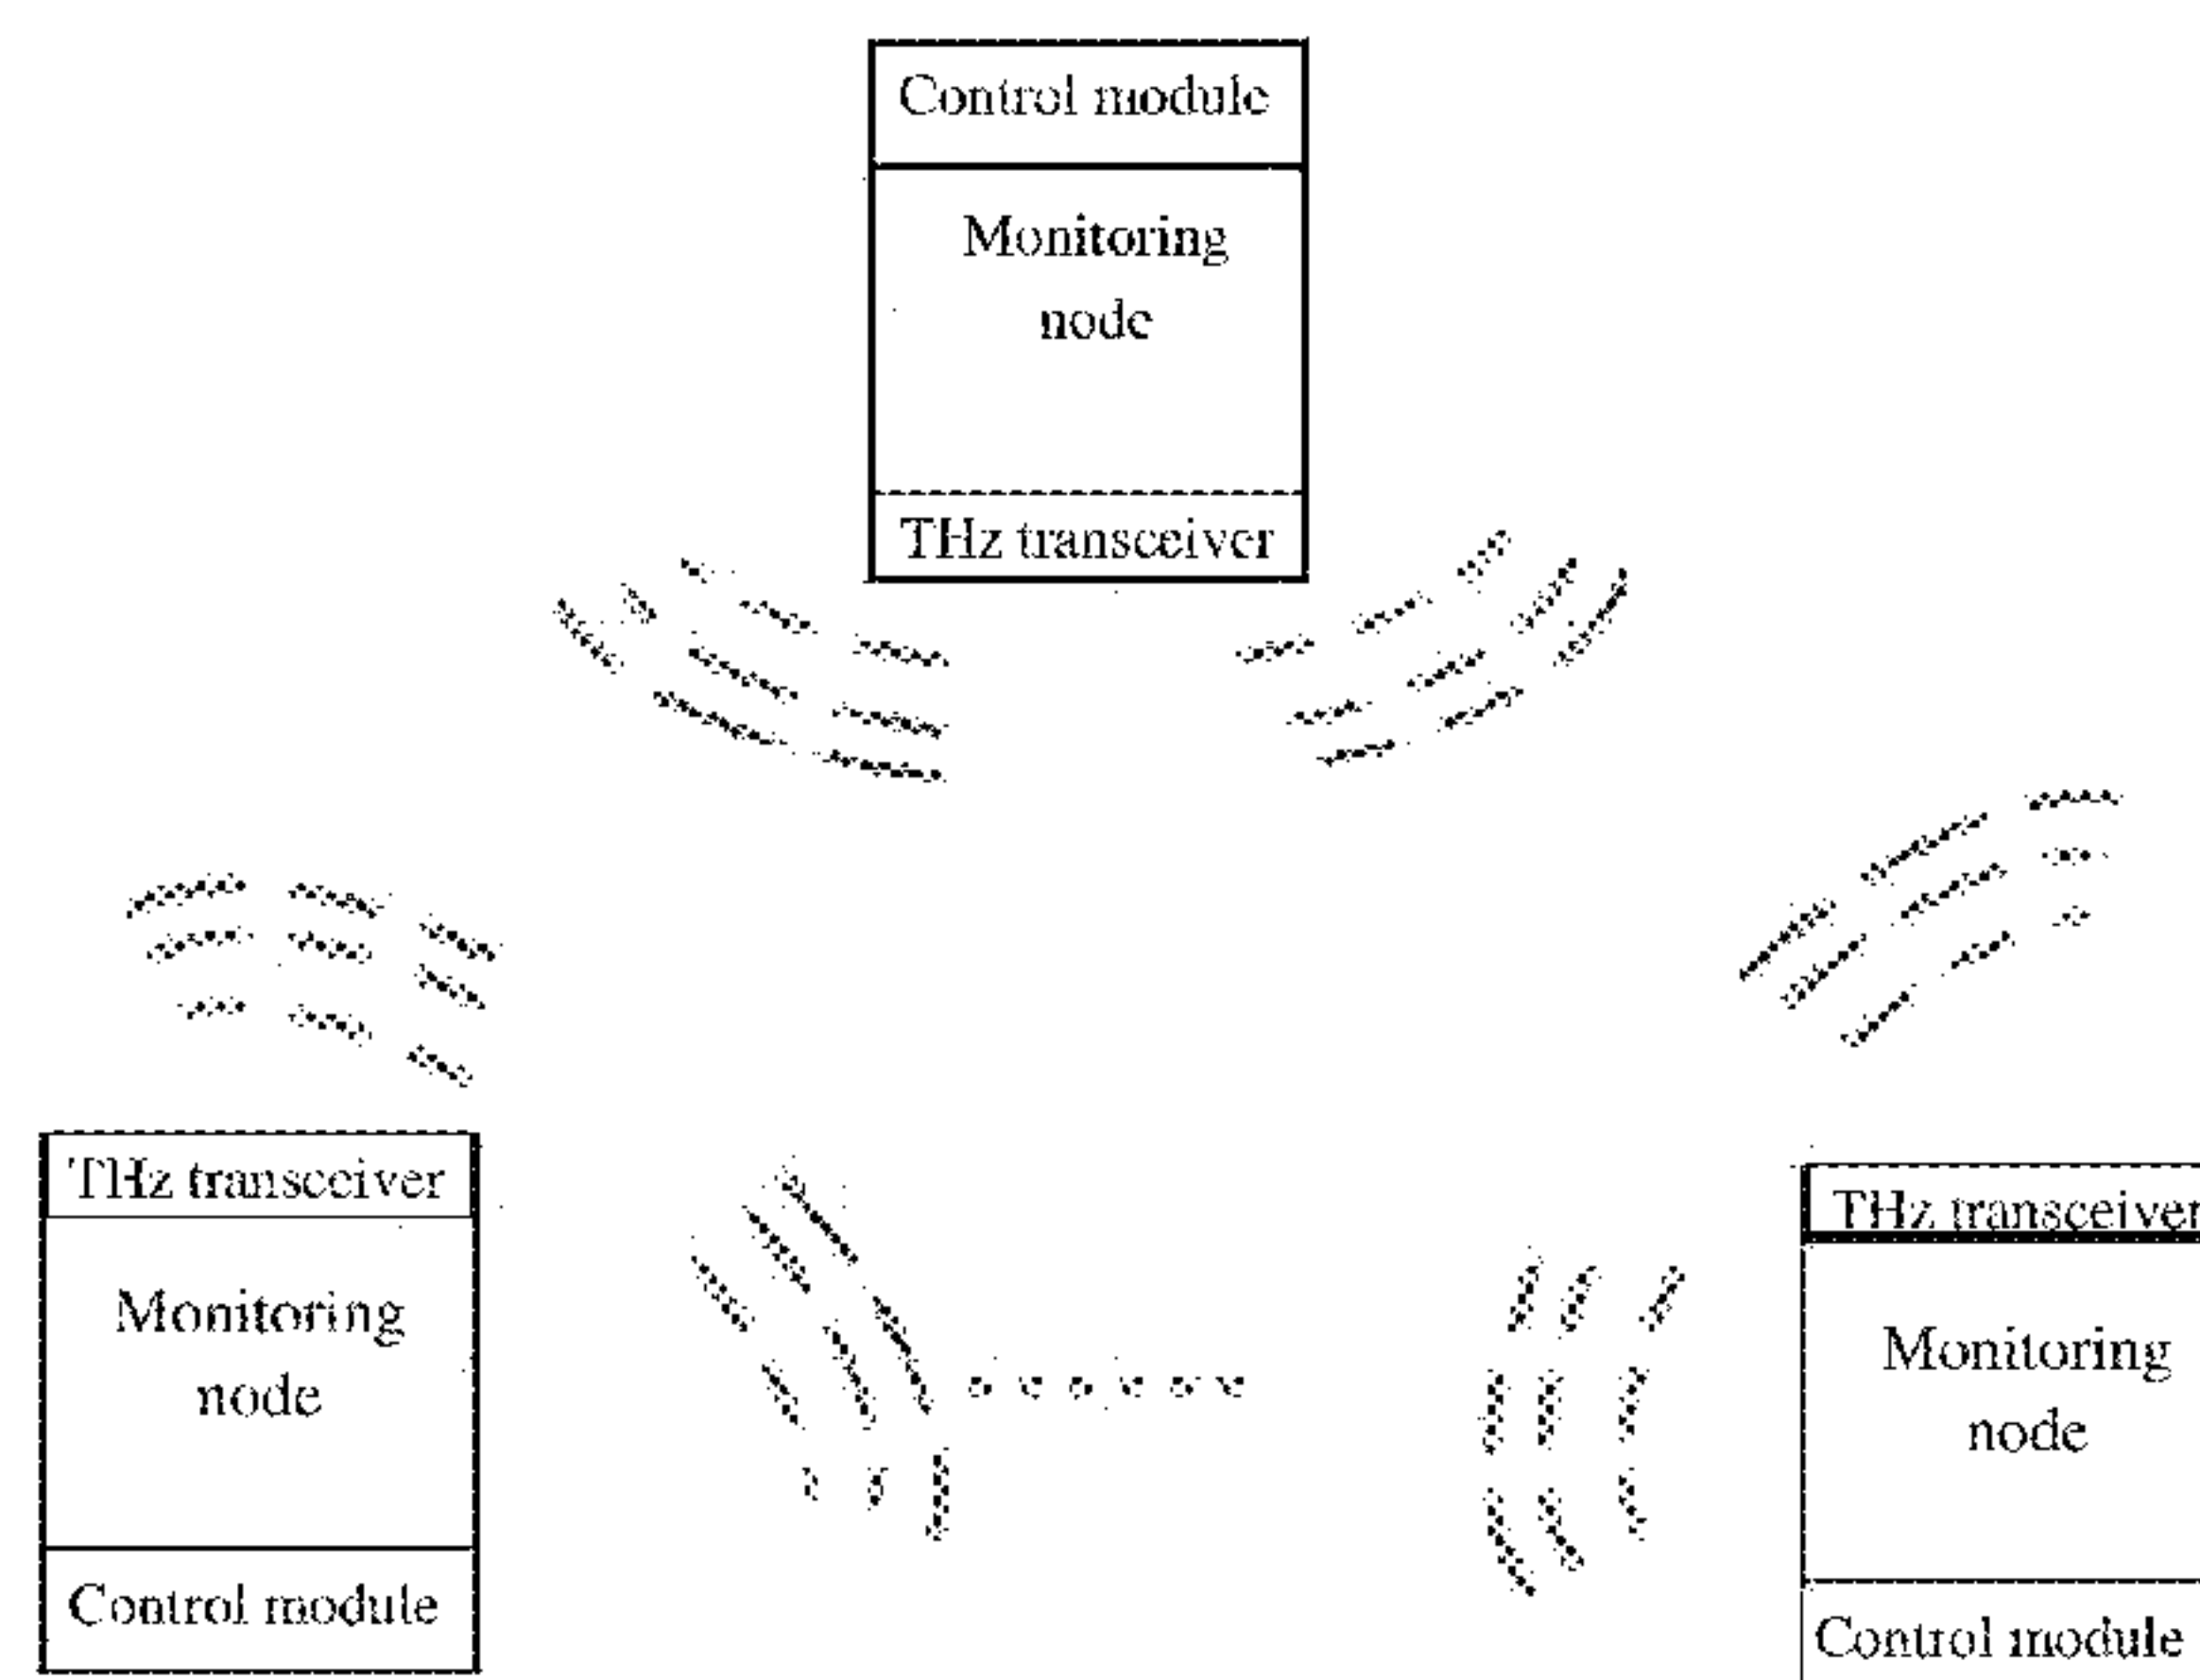 Control module
Monitoring
node
THz transceiver
THz transceiver
Monitoring
node
Control module
THz transceiver
Monitoring
node
Control module